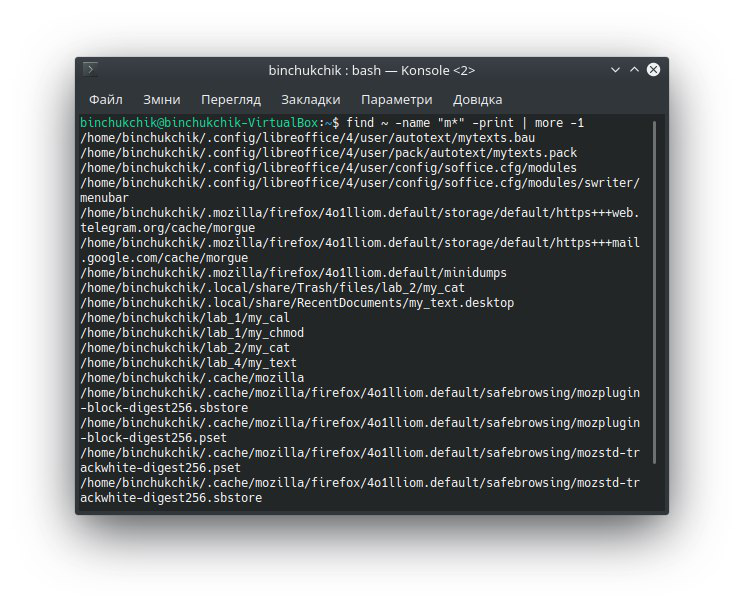 binchukchik : bash — Konsole <2>
Файл Зміни Перегляд Закладки Параметри Довідка
binchukchik@binchukchik-VirtualBox:~$ find ~ -name "m*" -print | more -1
/home/binchukchik/.config/libreoffice/4/user/autotext/mytexts.bau
/home/binchukchik/.config/libreoffice/4/user/pack/autotext/mytexts.pack
/home/binchukchik/.config/libreoffice/4/user/config/soffice.cfg/modules
/home/binchukchik/.config/libreoffice/4/user/config/soffice.cfg/modules/swriter/
menubar
/home/binchukchik/.mozilla/firefox/4o1lliom.default/storage/default/https+++web.
telegram.org/cache/morgue
/home/binchukchik/.mozilla/firefox/4o1lliom.default/storage/default/https+++mail
.google.com/cache/morgue
/home/binchukchik/.mozilla/firefox/4o1lliom.default/minidumps
/home/binchukchik/.local/share/Trash/files/lab_2/my_cat
/home/binchukchik/.local/share/RecentDocuments/my_text.desktop
/home/binchukchik/lab_1/my_cal
/home/binchukchik/lab_1/my_chmod
/home/binchukchik/lab_2/my_cat
/home/binchukchik/lab_4/my_text
/home/binchukchik/.cache/mozilla
/home/binchukchik/.cache/mozilla/firefox/4o1lliom.default/safebrowsing/mozplugin
-block-digest256.sbstore
/home/binchukchik/.cache/mozilla/firefox/4o1lliom.default/safebrowsing/mozplugin
-block-digest256.pset
/home/binchukchik/.cache/mozilla/firefox/4o1lliom.default/safebrowsing/mozstd-tr
ackwhite-digest256.pset
/home/binchukchik/.cache/mozilla/firefox/4o1lliom.default/safebrowsing/mozstd-tr
ackwhite-digest256.sbstore